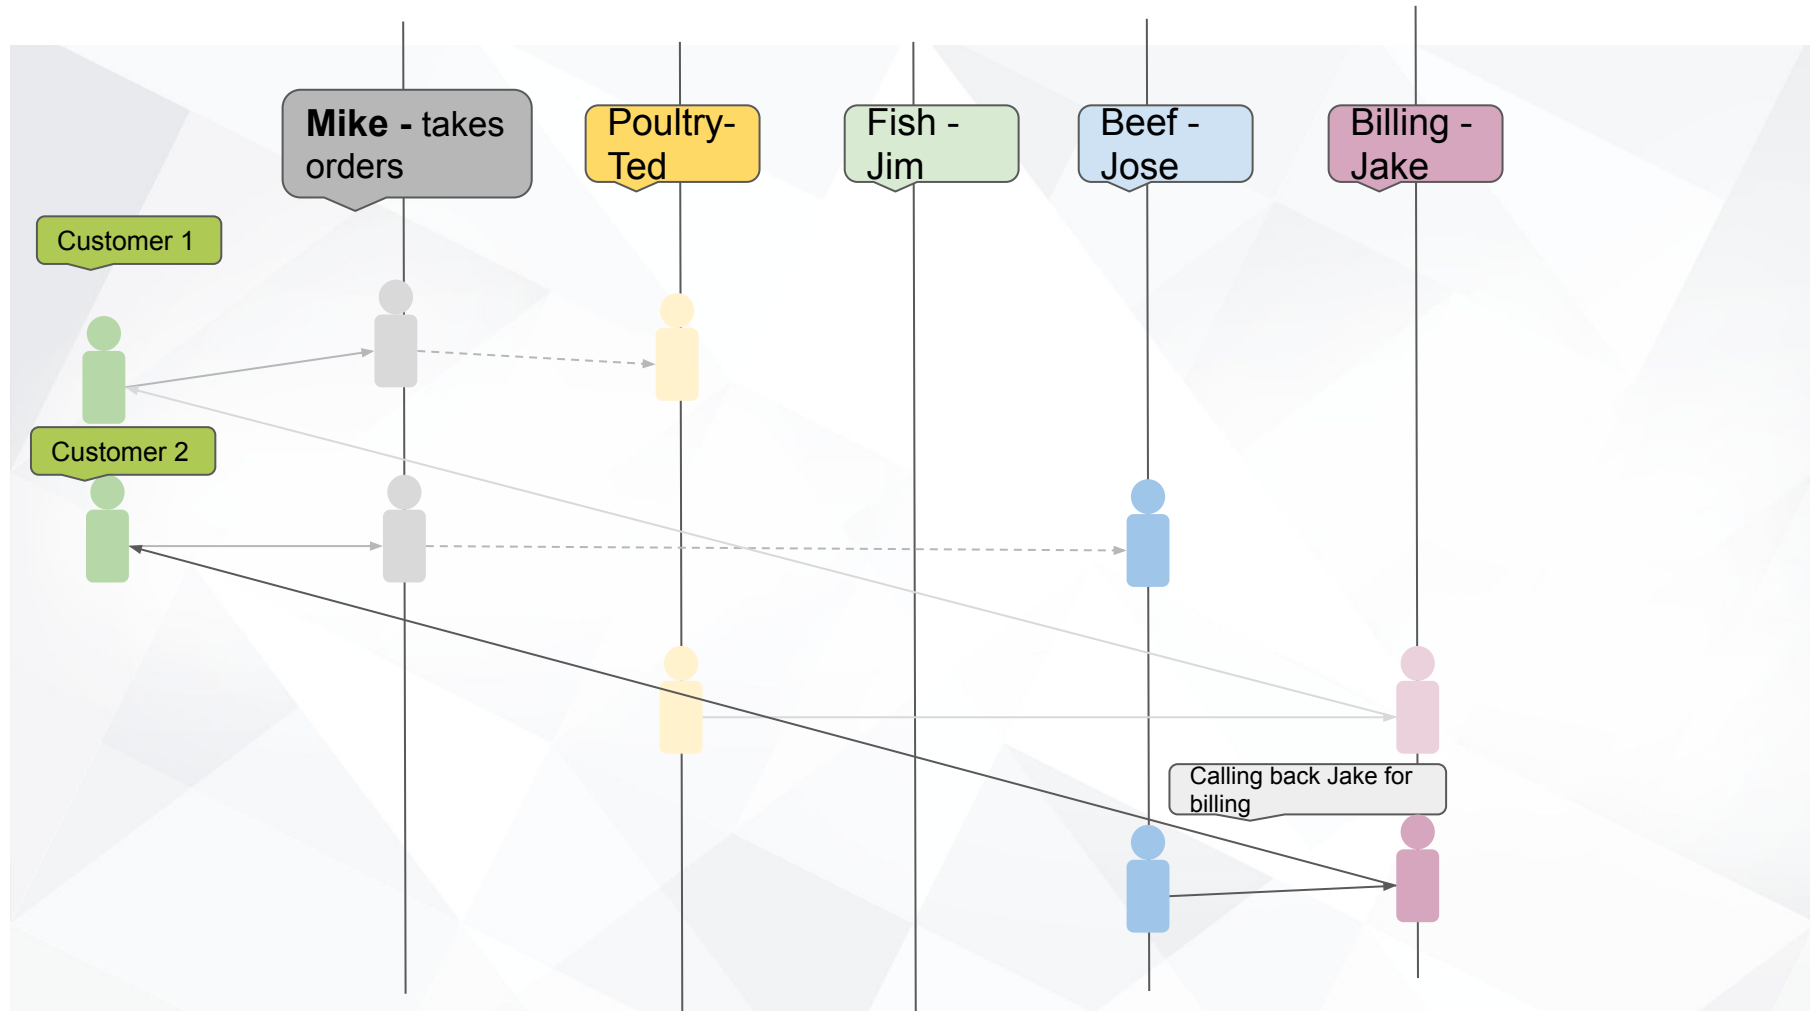 Mike - takes
orders
Poultry-
Ted
Fish -
Jim
Beef -
Jose
Billing -
Jake
Customer 1
Customer 2
Calling back Jake for
billing